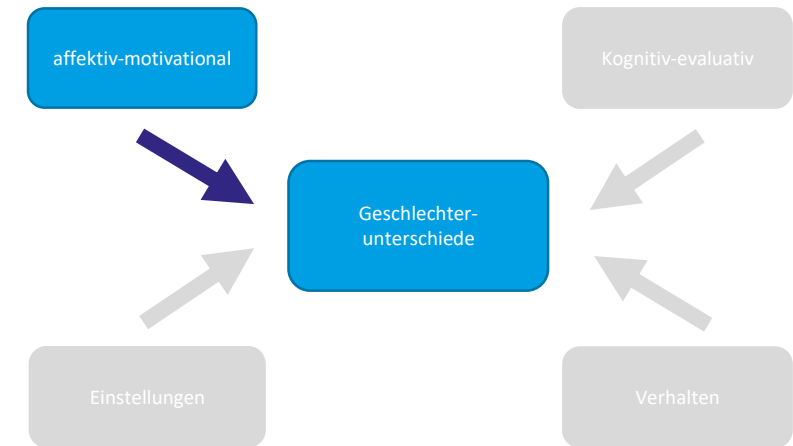 affektiv-motivational
Kognitiv-evaluativ
Geschlechter-
unterschiede
Einstellungen
Verhalten